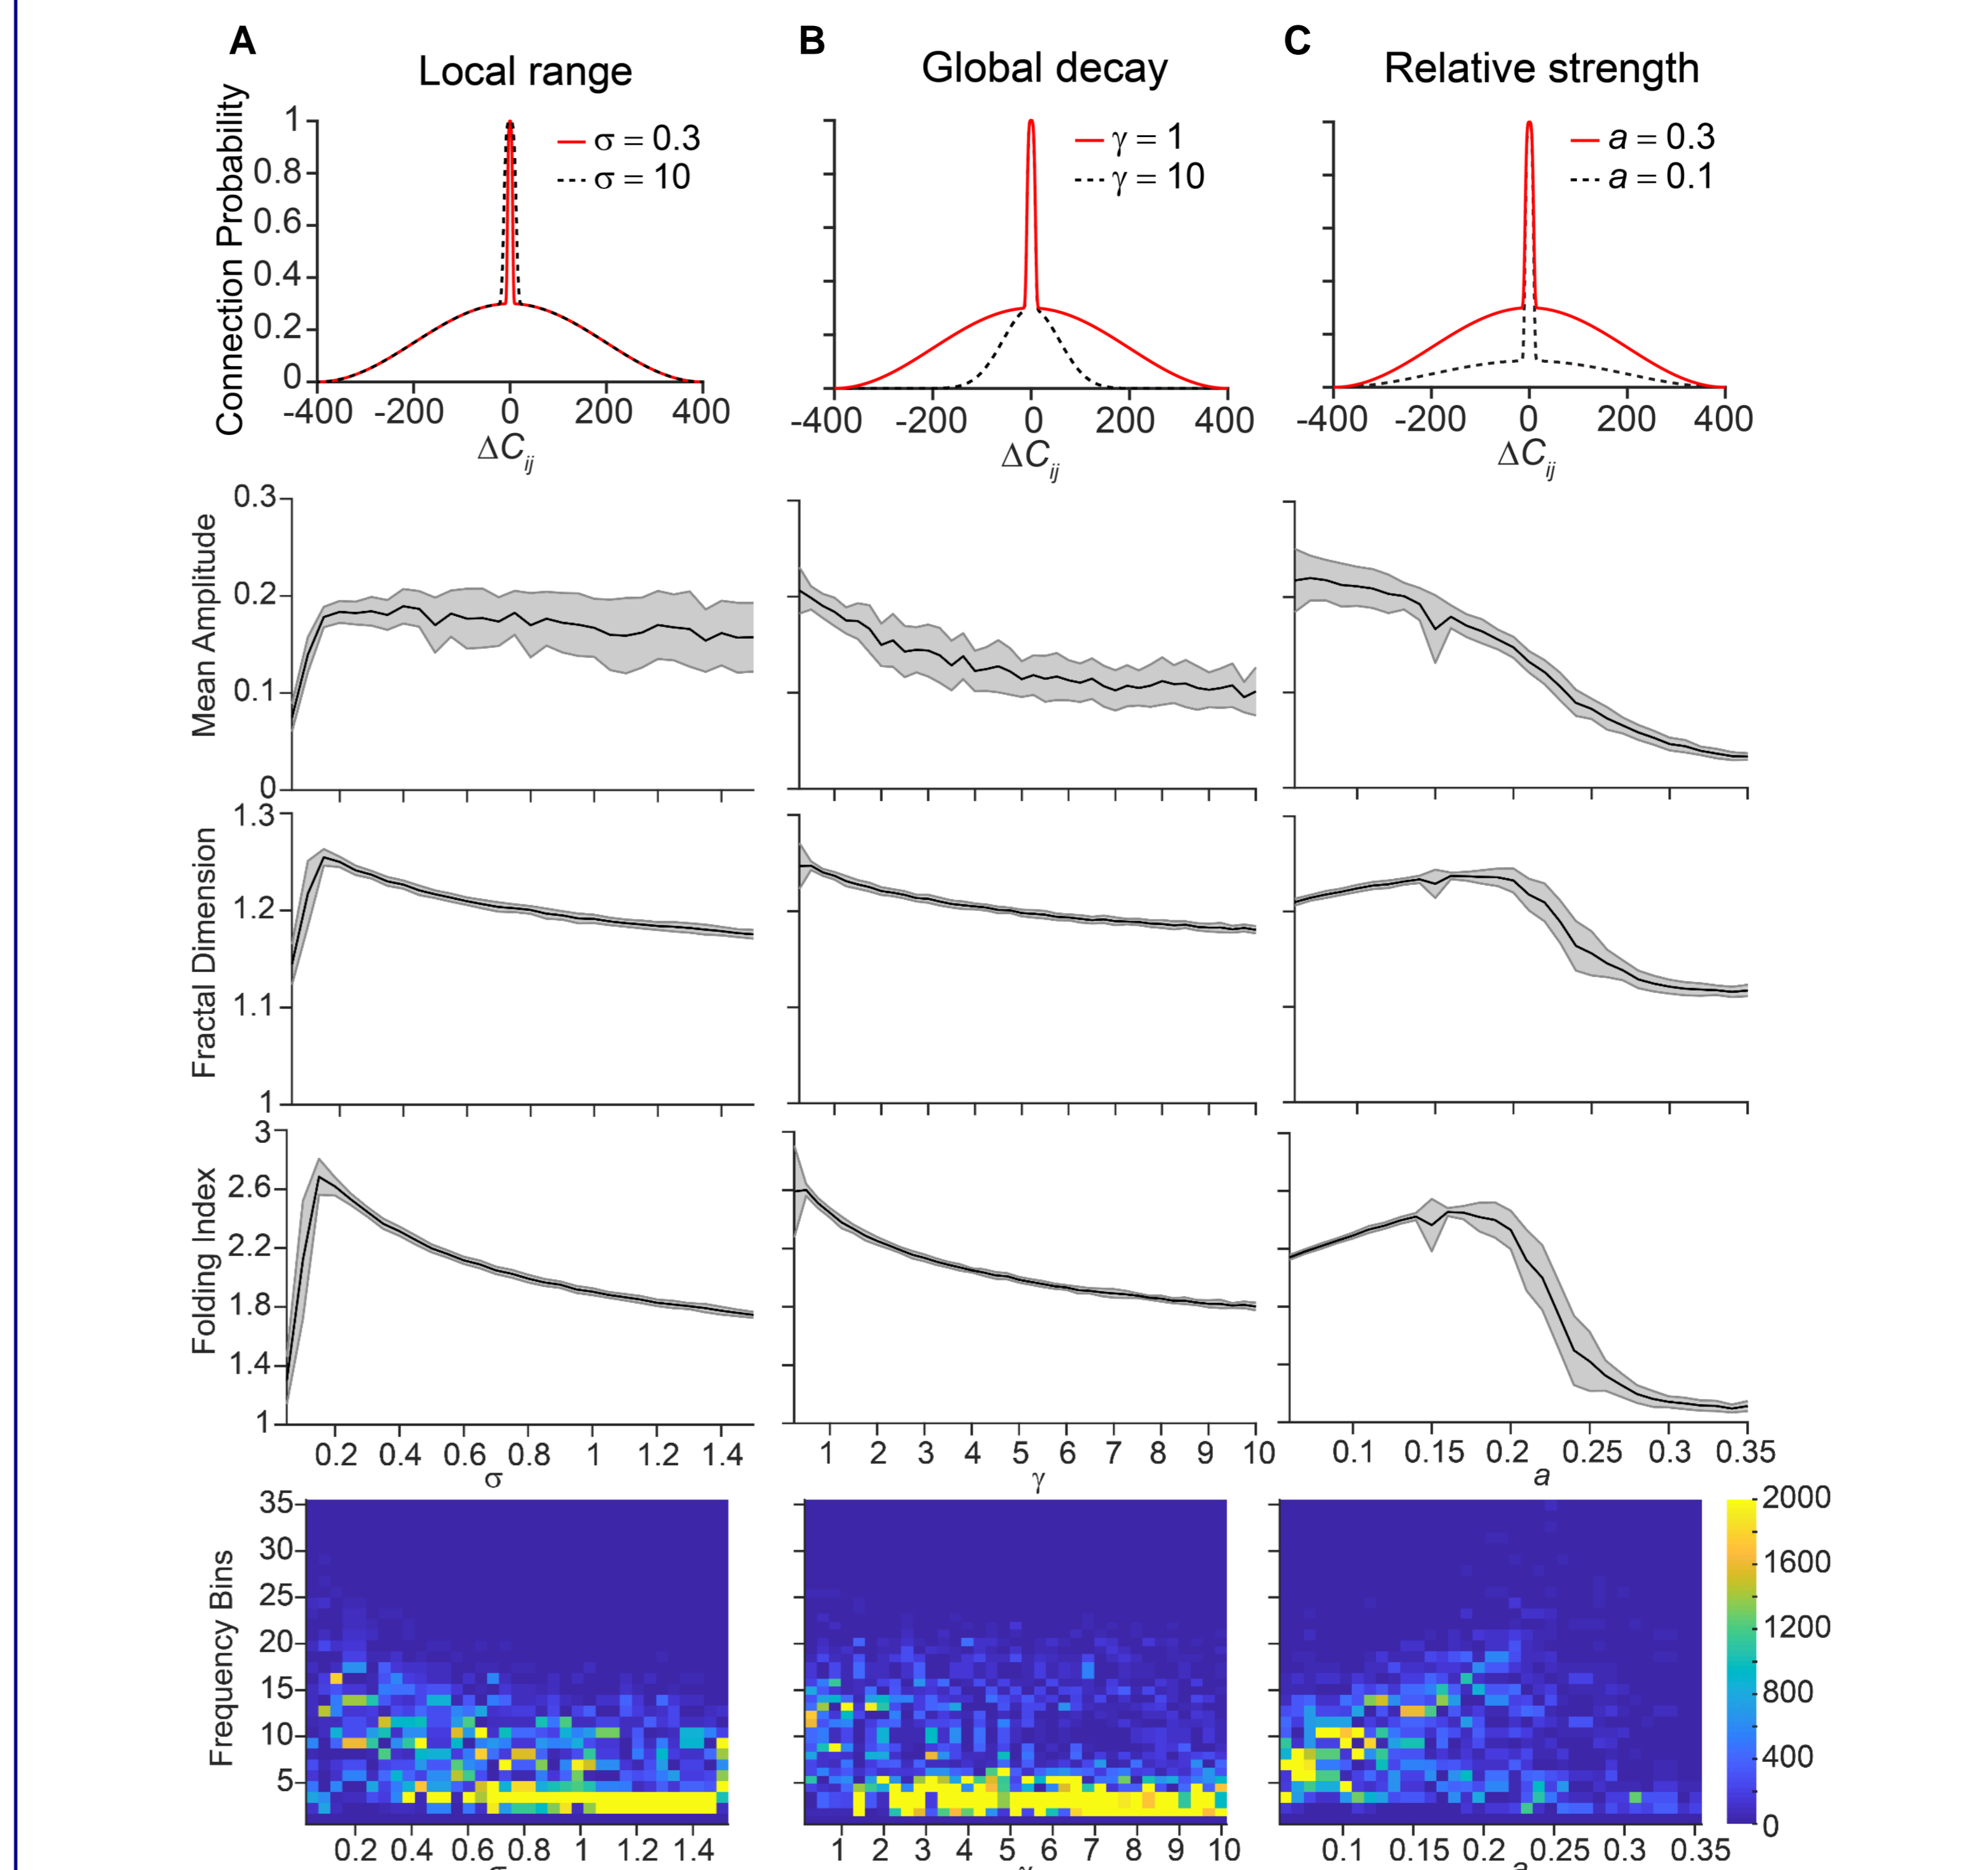 A
B
C
Local range
Global decay
Relative strength
Connection Probability
1
0.8
0.6
0.4
0.2
0
σ = 0.3
σ = 10
γ = 1
γ = 10
a = 0.3
a = 0.1
-400 -200 0 200 400
-400 -200 0 200 400
-400 -200 0 200 400
ΔCij
ΔCij
ΔCij
Mean Amplitude
0.3
0.2
0.1
0
Fractal Dimension
1.3
1.2
1.1
1
Folding Index
3
2.6
2.2
1.8
1.4
1
0.2 0.4 0.6 0.8 1 1.2 1.4
1 2 3 4 5 6 7 8 9 10
0.1 0.15 0.2 0.25 0.3 0.35
σ
γ
a
Frequency Bins
35
30
25
20
15
10
5
2000
1600
1200
800
400
0
0.2 0.4 0.6 0.8 1 1.2 1.4
1 2 3 4 5 6 7 8 9 10
0.1 0.15 0.2 0.25 0.3 0.35